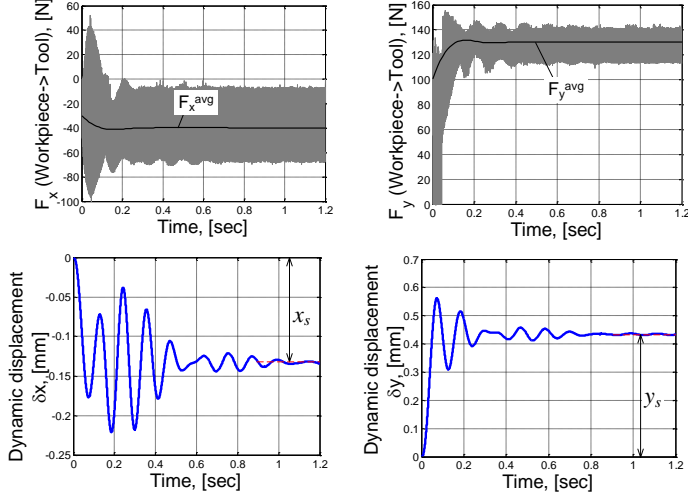 F_x (Workpiece->Tool), [N]
60
40
20
0
-20
-40
-60
-80
-100
F_x^avg
0 0.2 0.4 0.6 0.8 1 1.2
Time, [sec]
F_y (Workpiece->Tool), [N]
160
140
120
100
80
60
40
20
0
F_y^avg
0 0.2 0.4 0.6 0.8 1 1.2
Time, [sec]
Dynamic displacement
δx, [mm]
0
-0.05
-0.1
-0.15
-0.2
-0.25
x_s
0 0.2 0.4 0.6 0.8 1 1.2
Time, [sec]
Dynamic displacement
δy, [mm]
0.7
0.6
0.5
0.4
0.3
0.2
0.1
0
y_s
0 0.2 0.4 0.6 0.8 1 1.2
Time, [sec]